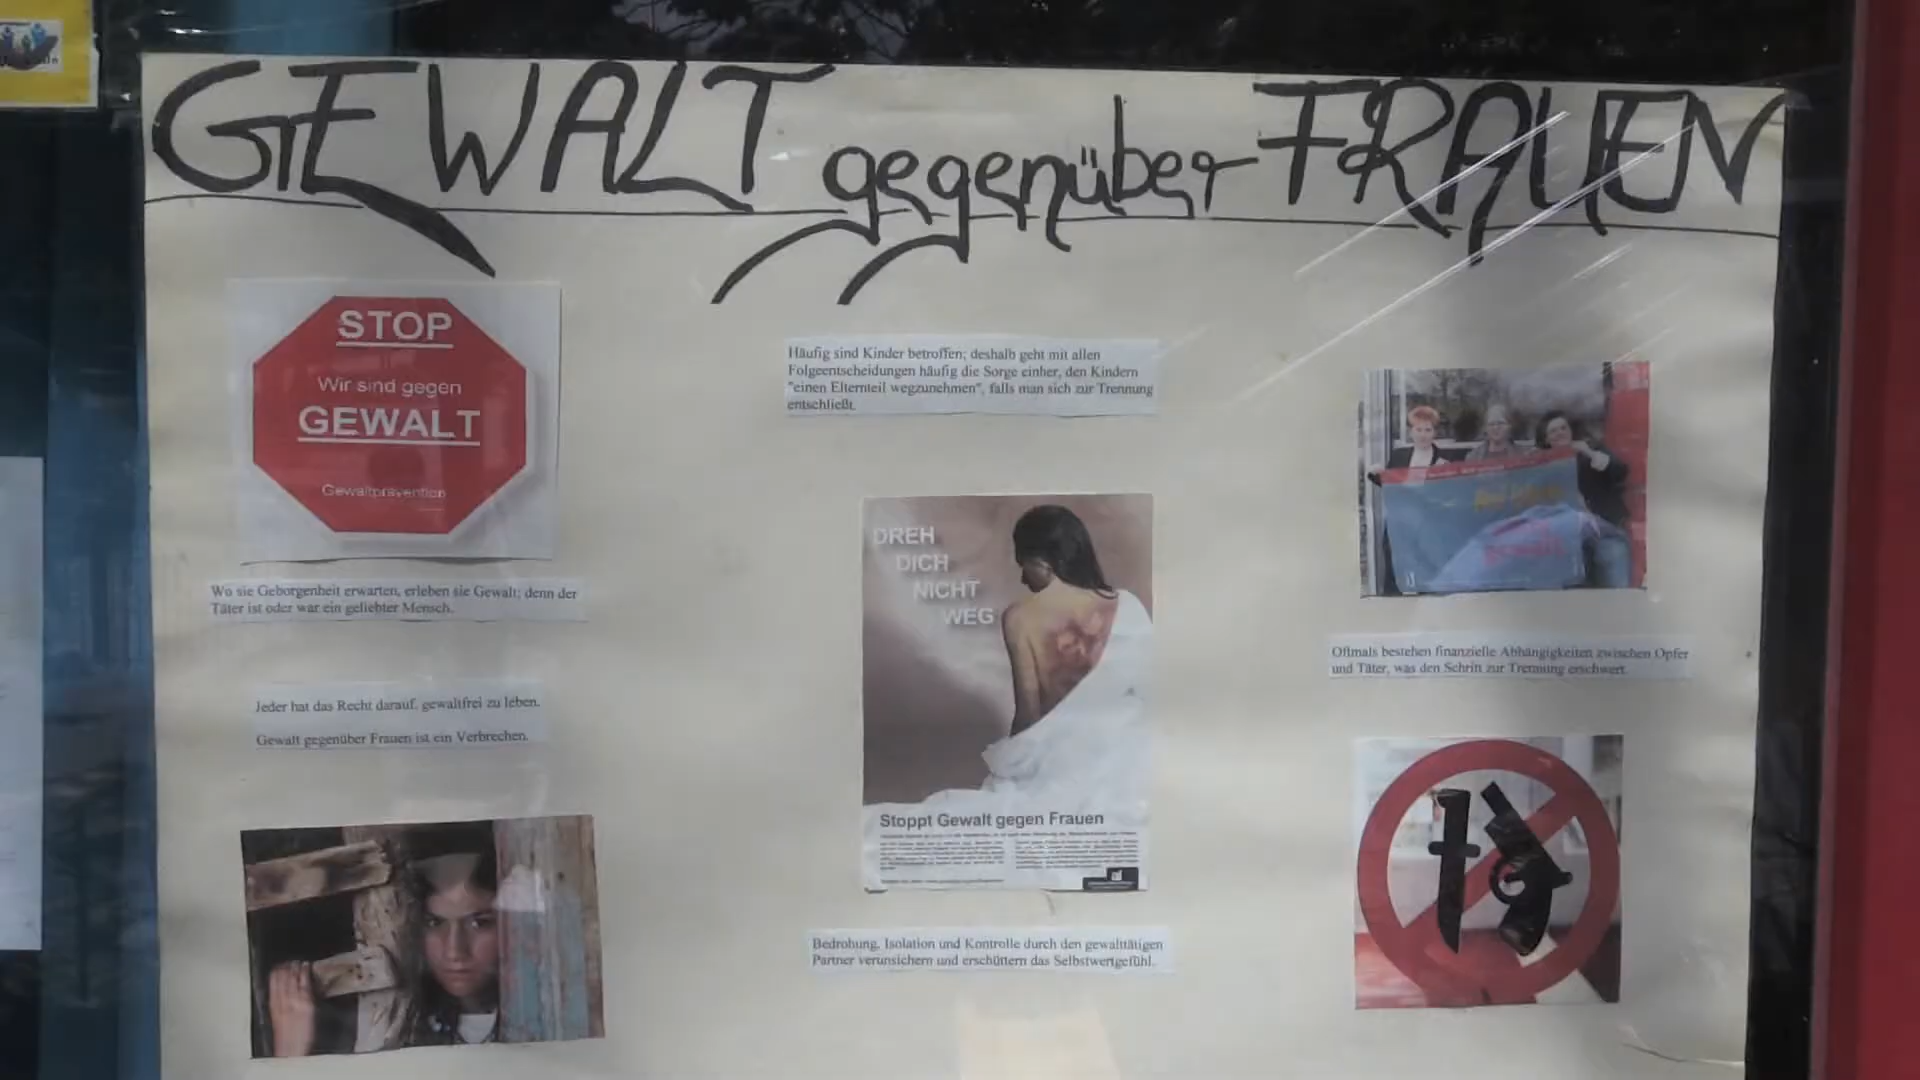 GEWALT gegenüber FRAUEN
STOP
Wir sind gegen
GEWALT
Gewaltprävention
Wo sie Geborgenheit erwarten, erleben sie Gewalt; denn der
Täter ist oder war ein geliebter Mensch.
Jeder hat das Recht darauf, gewaltfrei zu leben.
Gewalt gegenüber Frauen ist ein Verbrechen.
Häufig sind Kinder betroffen; deshalb geht mit allen
Folgeentscheidungen häufig die Sorge einher, den Kindern
"einen Elternteil wegzunehmen", falls man sich zur Trennung
entschließt.
DREH
DICH
NICHT
WEG
Stoppt Gewalt gegen Frauen
Bedrohung, Isolation und Kontrolle durch den gewalttätigen
Partner verunsichern und erschüttern das Selbstwertgefühl.
Oftmals bestehen finanzielle Abhängigkeiten zwischen Opfer
und Täter, was den Schritt zur Trennung erschwert.